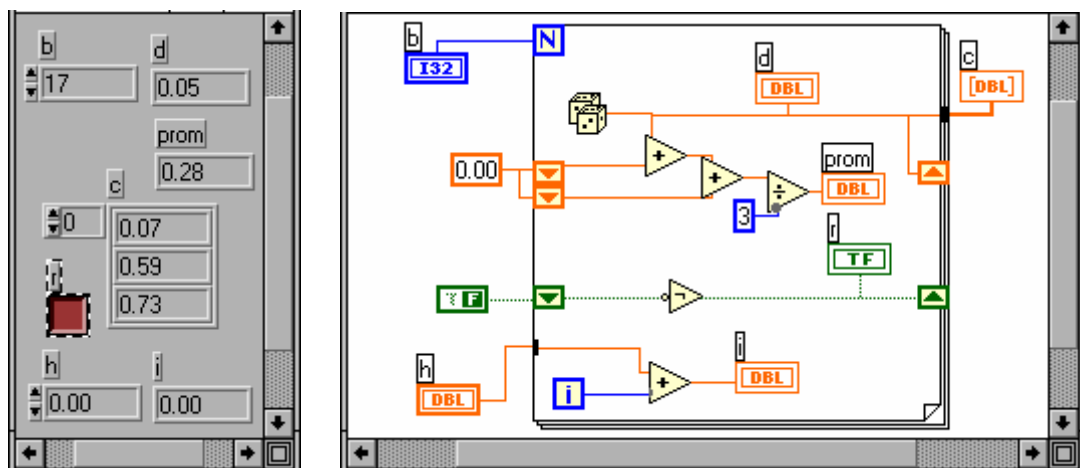 b
d
17
0.05
prom
0.28
c
0
0.07
0.59
r
0.73
h
i
0.00
0.00
b
I32
N
d
DBL
c
[DBL]
0.00
+
+
÷
prom
DBL
3
r
TF
F
¬
h
DBL
i
+
i
DBL